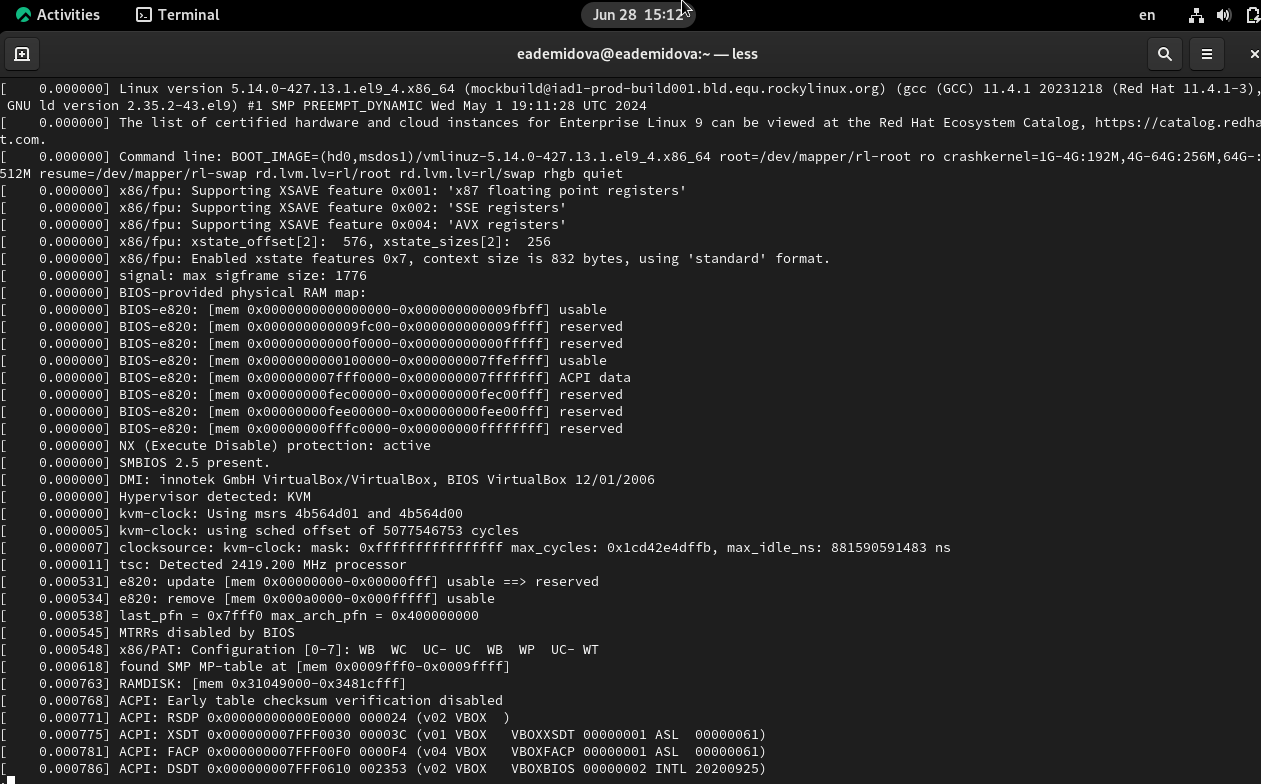 Activities Terminal Jun 28 15:12 en
eademidova@eademidova:~ — less
[    0.000000] Linux version 5.14.0-427.13.1.el9_4.x86_64 (mockbuild@iad1-prod-build001.bld.equ.rockylinux.org) (gcc (GCC) 11.4.1 20231218 (Red Hat 11.4.1-3),
 GNU ld version 2.35.2-43.el9) #1 SMP PREEMPT_DYNAMIC Wed May 1 19:11:28 UTC 2024
[    0.000000] The list of certified hardware and cloud instances for Enterprise Linux 9 can be viewed at the Red Hat Ecosystem Catalog, https://catalog.redha
t.com.
[    0.000000] Command line: BOOT_IMAGE=(hd0,msdos1)/vmlinuz-5.14.0-427.13.1.el9_4.x86_64 root=/dev/mapper/rl-root ro crashkernel=1G-4G:192M,4G-64G:256M,64G-:
512M resume=/dev/mapper/rl-swap rd.lvm.lv=rl/root rd.lvm.lv=rl/swap rhgb quiet
[    0.000000] x86/fpu: Supporting XSAVE feature 0x001: 'x87 floating point registers'
[    0.000000] x86/fpu: Supporting XSAVE feature 0x002: 'SSE registers'
[    0.000000] x86/fpu: Supporting XSAVE feature 0x004: 'AVX registers'
[    0.000000] x86/fpu: xstate_offset[2]:  576, xstate_sizes[2]:  256
[    0.000000] x86/fpu: Enabled xstate features 0x7, context size is 832 bytes, using 'standard' format.
[    0.000000] signal: max sigframe size: 1776
[    0.000000] BIOS-provided physical RAM map:
[    0.000000] BIOS-e820: [mem 0x0000000000000000-0x000000000009fbff] usable
[    0.000000] BIOS-e820: [mem 0x000000000009fc00-0x000000000009ffff] reserved
[    0.000000] BIOS-e820: [mem 0x00000000000f0000-0x00000000000fffff] reserved
[    0.000000] BIOS-e820: [mem 0x0000000000100000-0x000000007ffeffff] usable
[    0.000000] BIOS-e820: [mem 0x000000007fff0000-0x000000007fffffff] ACPI data
[    0.000000] BIOS-e820: [mem 0x00000000fec00000-0x00000000fec00fff] reserved
[    0.000000] BIOS-e820: [mem 0x00000000fee00000-0x00000000fee00fff] reserved
[    0.000000] BIOS-e820: [mem 0x00000000fffc0000-0x00000000ffffffff] reserved
[    0.000000] NX (Execute Disable) protection: active
[    0.000000] SMBIOS 2.5 present.
[    0.000000] DMI: innotek GmbH VirtualBox/VirtualBox, BIOS VirtualBox 12/01/2006
[    0.000000] Hypervisor detected: KVM
[    0.000000] kvm-clock: Using msrs 4b564d01 and 4b564d00
[    0.000005] kvm-clock: using sched offset of 5077546753 cycles
[    0.000007] clocksource: kvm-clock: mask: 0xffffffffffffffff max_cycles: 0x1cd42e4dffb, max_idle_ns: 881590591483 ns
[    0.000011] tsc: Detected 2419.200 MHz processor
[    0.000531] e820: update [mem 0x00000000-0x00000fff] usable ==> reserved
[    0.000534] e820: remove [mem 0x000a0000-0x000fffff] usable
[    0.000538] last_pfn = 0x7fff0 max_arch_pfn = 0x400000000
[    0.000545] MTRRs disabled by BIOS
[    0.000548] x86/PAT: Configuration [0-7]: WB  WC  UC- UC  WB  WP  UC- WT
[    0.000618] found SMP MP-table at [mem 0x0009fff0-0x0009ffff]
[    0.000763] RAMDISK: [mem 0x31049000-0x3481cfff]
[    0.000768] ACPI: Early table checksum verification disabled
[    0.000771] ACPI: RSDP 0x00000000000E0000 000024 (v02 VBOX  )
[    0.000775] ACPI: XSDT 0x000000007FFF0030 00003C (v01 VBOX   VBOXXSDT 00000001 ASL  00000061)
[    0.000781] ACPI: FACP 0x000000007FFF00F0 0000F4 (v04 VBOX   VBOXFACP 00000001 ASL  00000061)
[    0.000786] ACPI: DSDT 0x000000007FFF0610 002353 (v02 VBOX   VBOXBIOS 00000002 INTL 20200925)
: